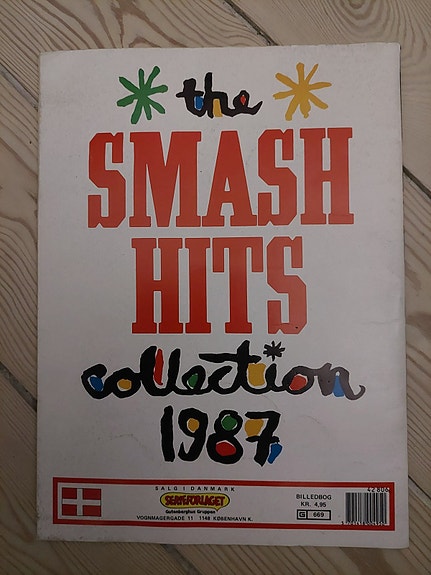 the
SMASH
HITS
collection
1987
SALG I DANMARK
SERIEFORLAGET
Gutenberghus Gruppen
VOGNMAGERGADE 11 1148 KØBENHAVN K.
BILLEDBOG
KR. 4,95
G 669